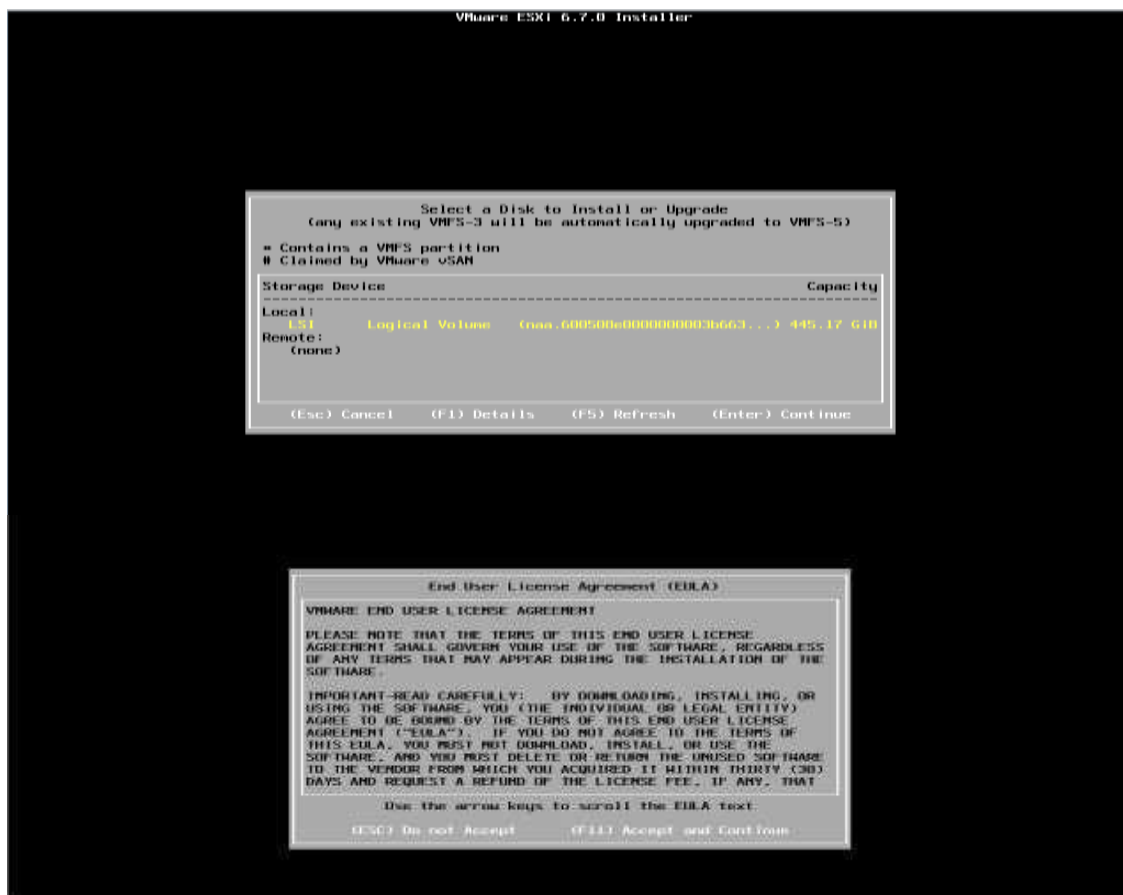 VMware ESXi 6.7.0 Installer
Select a Disk to Install or Upgrade
(any existing VMFS-3 will be automatically upgraded to VMFS-5)
* Contains a VMFS partition
# Claimed by VMware vSAN
Storage Device Capacity
Local:
LSI Logical Volume (naa.600508e0000000003b663...) 445.17 GiB
Remote:
(none)
(Esc) Cancel (F1) Details (F5) Refresh (Enter) Continue
End User License Agreement (EULA)
VMWARE END USER LICENSE AGREEMENT
PLEASE NOTE THAT THE TERMS OF THIS END USER LICENSE
AGREEMENT SHALL GOVERN YOUR USE OF THE SOFTWARE, REGARDLESS
OF ANY TERMS THAT MAY APPEAR DURING THE INSTALLATION OF THE
SOFTWARE.
IMPORTANT-READ CAREFULLY: BY DOWNLOADING, INSTALLING, OR
USING THE SOFTWARE, YOU (THE INDIVIDUAL OR LEGAL ENTITY)
AGREE TO BE BOUND BY THE TERMS OF THIS END USER LICENSE
AGREEMENT ("EULA"). IF YOU DO NOT AGREE TO THE TERMS OF
THIS EULA, YOU MUST NOT DOWNLOAD, INSTALL, OR USE THE
SOFTWARE, AND YOU MUST DELETE OR RETURN THE UNUSED SOFTWARE
TO THE VENDOR FROM WHICH YOU ACQUIRED IT WITHIN THIRTY (30)
DAYS AND REQUEST A REFUND OF THE LICENSE FEE, IF ANY, THAT
Use the arrow keys to scroll the EULA text
(ESC) Do not Accept (F11) Accept and Continue